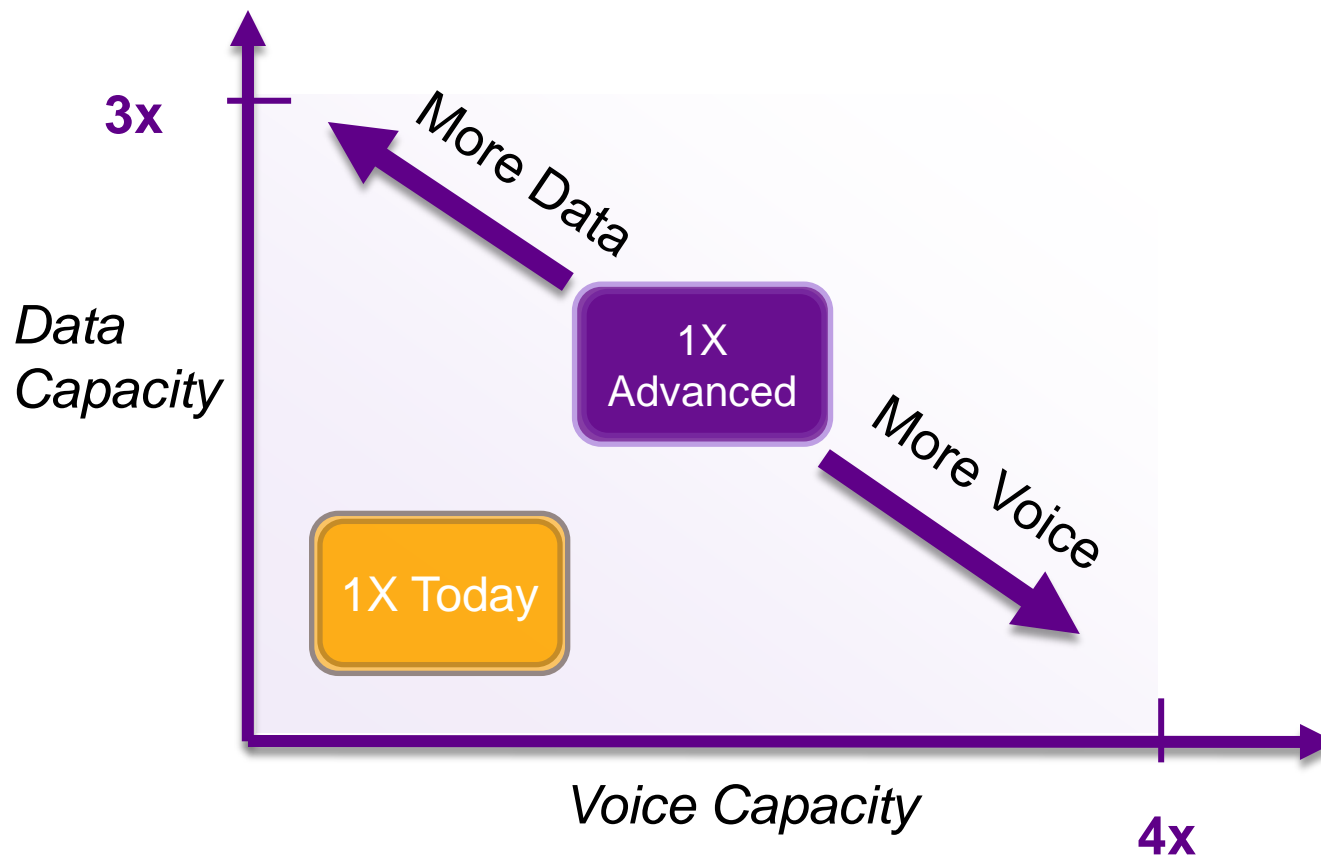 3x
More Data
Data
Capacity
1X
Advanced
More Voice
1X Today
Voice Capacity
4x